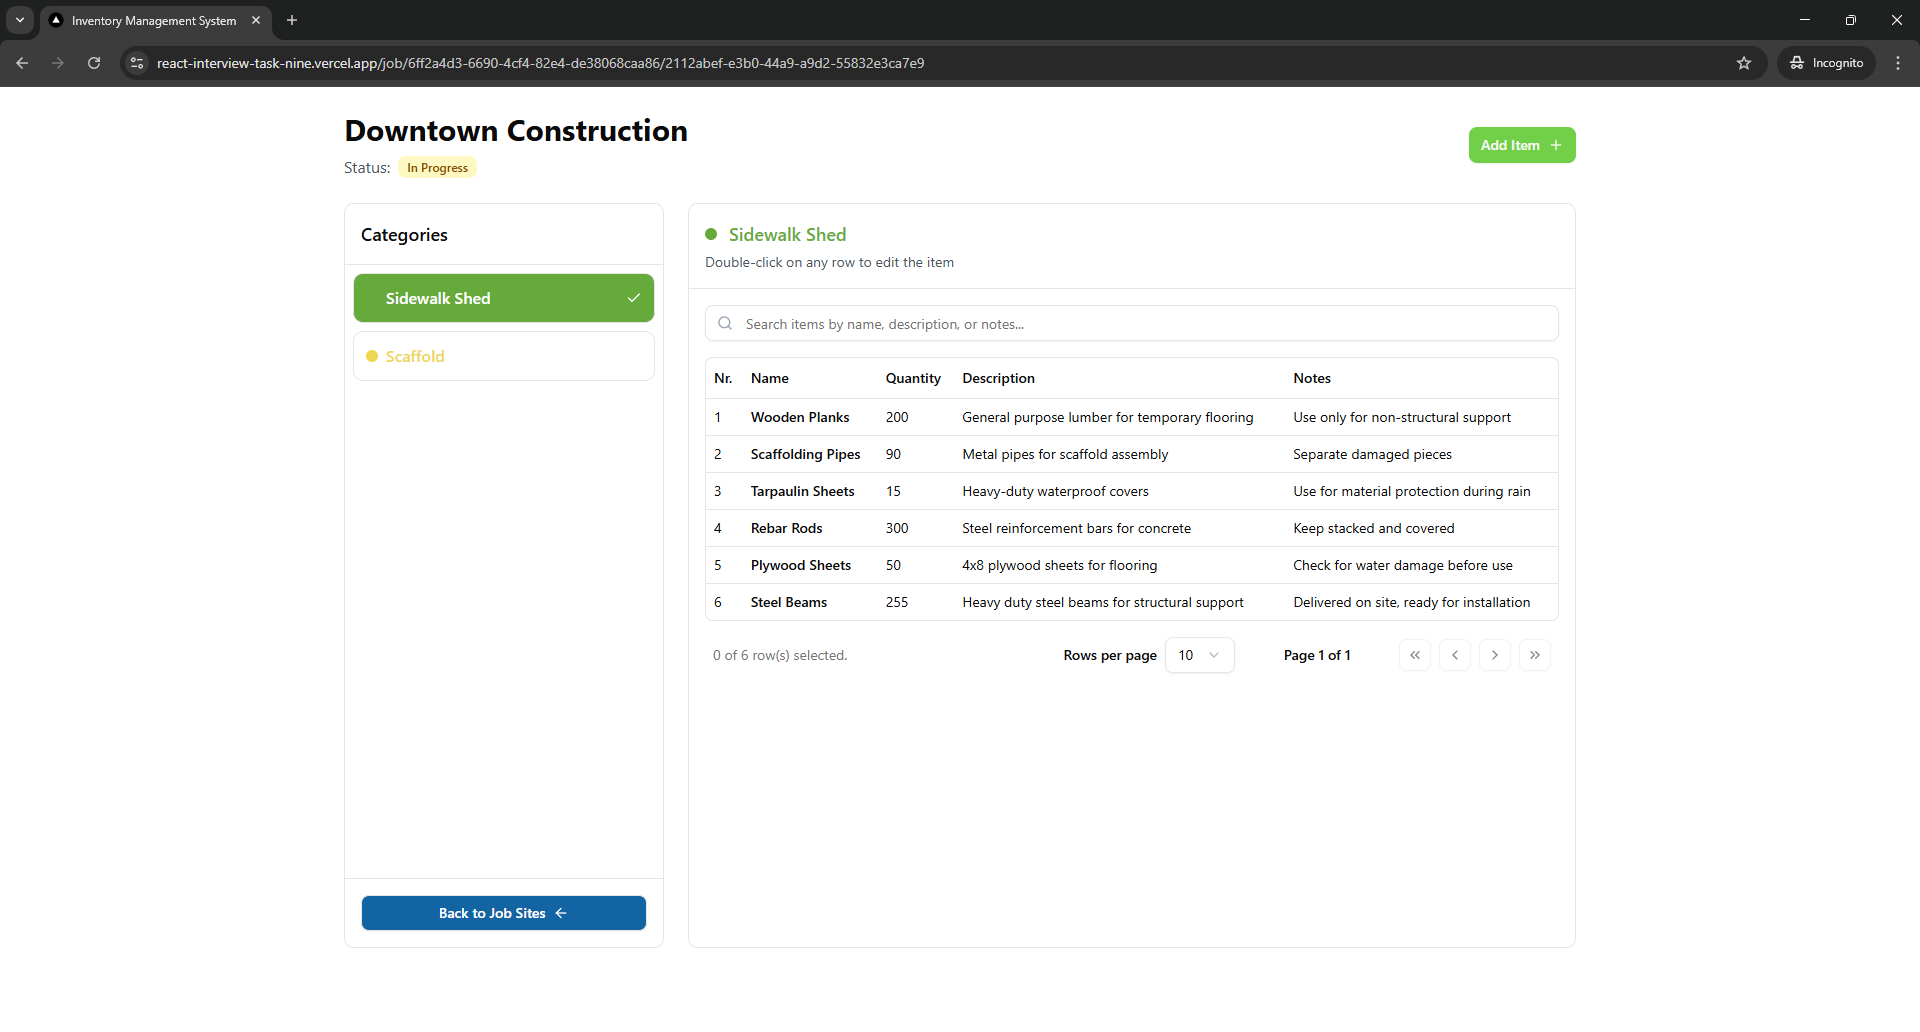 Inventory Management System
react-interview-task-nine.vercel.app/job/6ff2a4d3-6690-4cf4-82e4-de38068caa86/2112abef-e3b0-44a9-a9d2-55832e3ca7e9
Incognito
Downtown Construction
Status: In Progress
Add Item +
Categories
Sidewalk Shed
Scaffold
Back to Job Sites ←
Sidewalk Shed
Double-click on any row to edit the item
Search items by name, description, or notes...
Nr. Name Quantity Description Notes
1 Wooden Planks 200 General purpose lumber for temporary flooring Use only for non-structural support
2 Scaffolding Pipes 90 Metal pipes for scaffold assembly Separate damaged pieces
3 Tarpaulin Sheets 15 Heavy-duty waterproof covers Use for material protection during rain
4 Rebar Rods 300 Steel reinforcement bars for concrete Keep stacked and covered
5 Plywood Sheets 50 4x8 plywood sheets for flooring Check for water damage before use
6 Steel Beams 255 Heavy duty steel beams for structural support Delivered on site, ready for installation
0 of 6 row(s) selected. Rows per page 10 Page 1 of 1